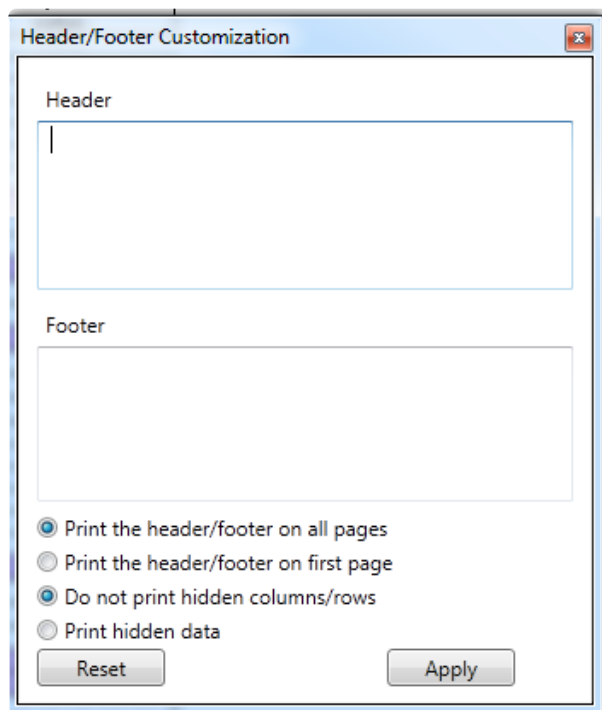 Header/Footer Customization
Header
Footer
Print the header/footer on all pages
Print the header/footer on first page
Do not print hidden columns/rows
Print hidden data
Reset Apply